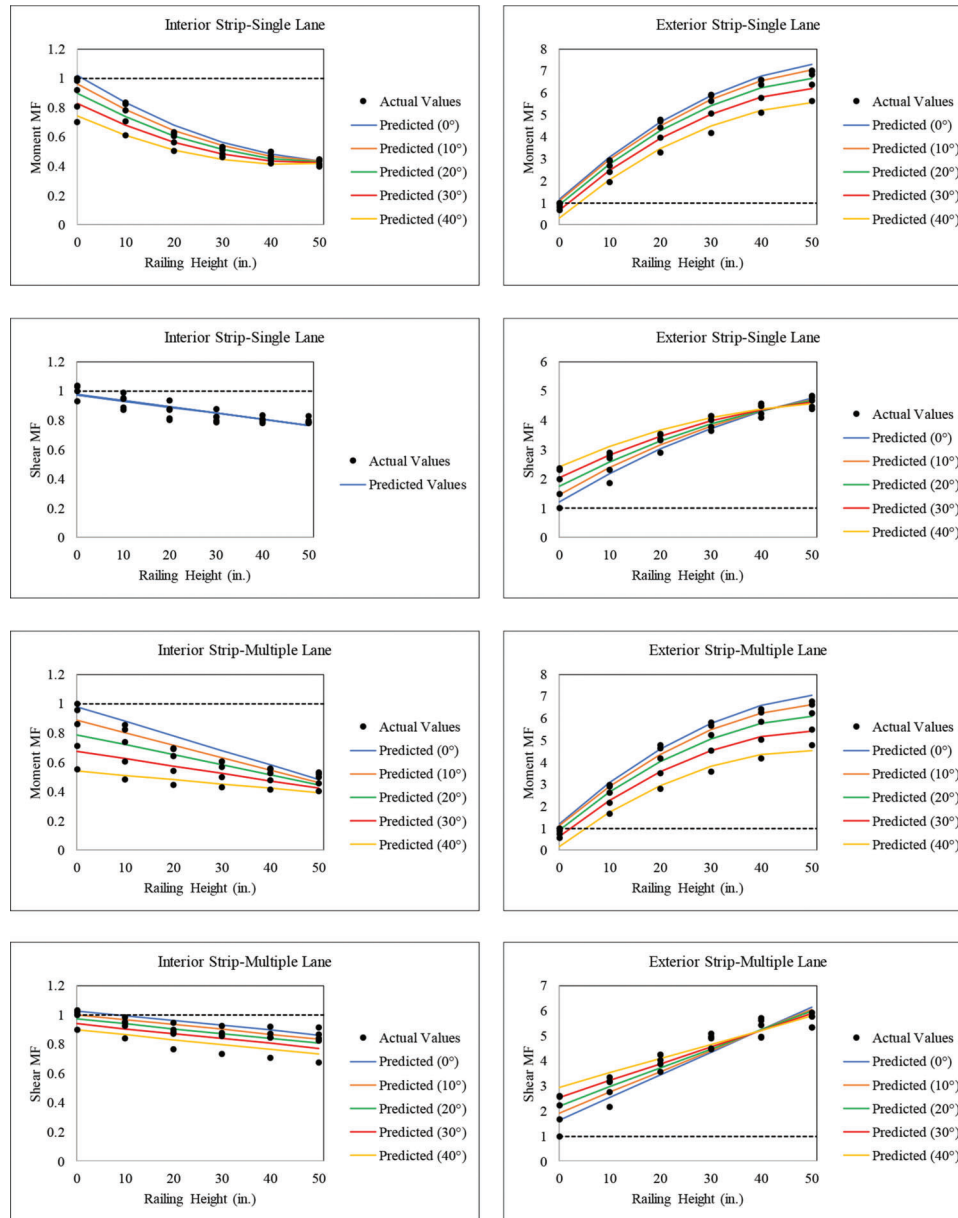 Interior Strip-Single Lane
Moment MF
1.2
1
0.8
0.6
0.4
0.2
0
0 10 20 30 40 50
Railing Height (in.)
Actual Values
Predicted (0°)
Predicted (10°)
Predicted (20°)
Predicted (30°)
Predicted (40°)
Exterior Strip-Single Lane
Moment MF
8
7
6
5
4
3
2
1
0
0 10 20 30 40 50
Railing Height (in.)
Actual Values
Predicted (0°)
Predicted (10°)
Predicted (20°)
Predicted (30°)
Predicted (40°)
Interior Strip-Single Lane
Shear MF
1.2
1
0.8
0.6
0.4
0.2
0
0 10 20 30 40 50
Railing Height (in.)
Actual Values
Predicted Values
Exterior Strip-Single Lane
Shear MF
6
5
4
3
2
1
0
0 10 20 30 40 50
Railing Height (in.)
Actual Values
Predicted (0°)
Predicted (10°)
Predicted (20°)
Predicted (30°)
Predicted (40°)
Interior Strip-Multiple Lane
Moment MF
1.2
1
0.8
0.6
0.4
0.2
0
0 10 20 30 40 50
Railing Height (in.)
Actual Values
Predicted (0°)
Predicted (10°)
Predicted (20°)
Predicted (30°)
Predicted (40°)
Exterior Strip-Multiple Lane
Moment MF
8
7
6
5
4
3
2
1
0
0 10 20 30 40 50
Railing Height (in.)
Actual Values
Predicted (0°)
Predicted (10°)
Predicted (20°)
Predicted (30°)
Predicted (40°)
Interior Strip-Multiple Lane
Shear MF
1.2
1
0.8
0.6
0.4
0.2
0
0 10 20 30 40 50
Railing Height (in.)
Actual Values
Predicted (0°)
Predicted (10°)
Predicted (20°)
Predicted (30°)
Predicted (40°)
Exterior Strip-Multiple Lane
Shear MF
7
6
5
4
3
2
1
0
0 10 20 30 40 50
Railing Height (in.)
Actual Values
Predicted (0°)
Predicted (10°)
Predicted (20°)
Predicted (30°)
Predicted (40°)